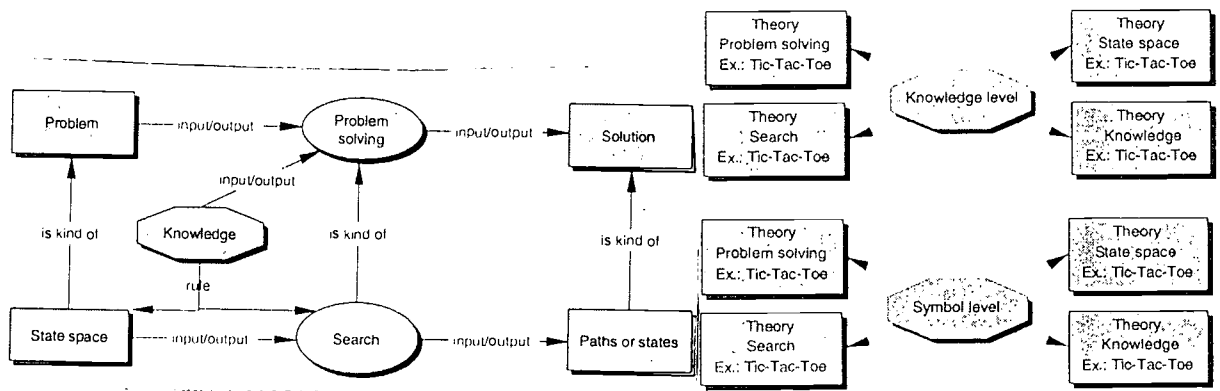 Problem
input/output
Problem
solving
input/output
Solution
input/output
is kind of
Knowledge
is kind of
is kind of
rule
State space
input/output
Search
input/output
Paths or states
Theory
Problem solving
Ex.: Tic-Tac-Toe
Theory
State space
Ex.: Tic-Tac-Toe
Knowledge level
Theory
Search
Ex.: Tic-Tac-Toe
Theory
Knowledge
Ex.: Tic-Tac-Toe
Theory
Problem solving
Ex.: Tic-Tac-Toe
Theory
State space
Ex.: Tic-Tac-Toe
Symbol level
Theory
Search
Ex.: Tic-Tac-Toe
Theory
Knowledge
Ex.: Tic-Tac-Toe